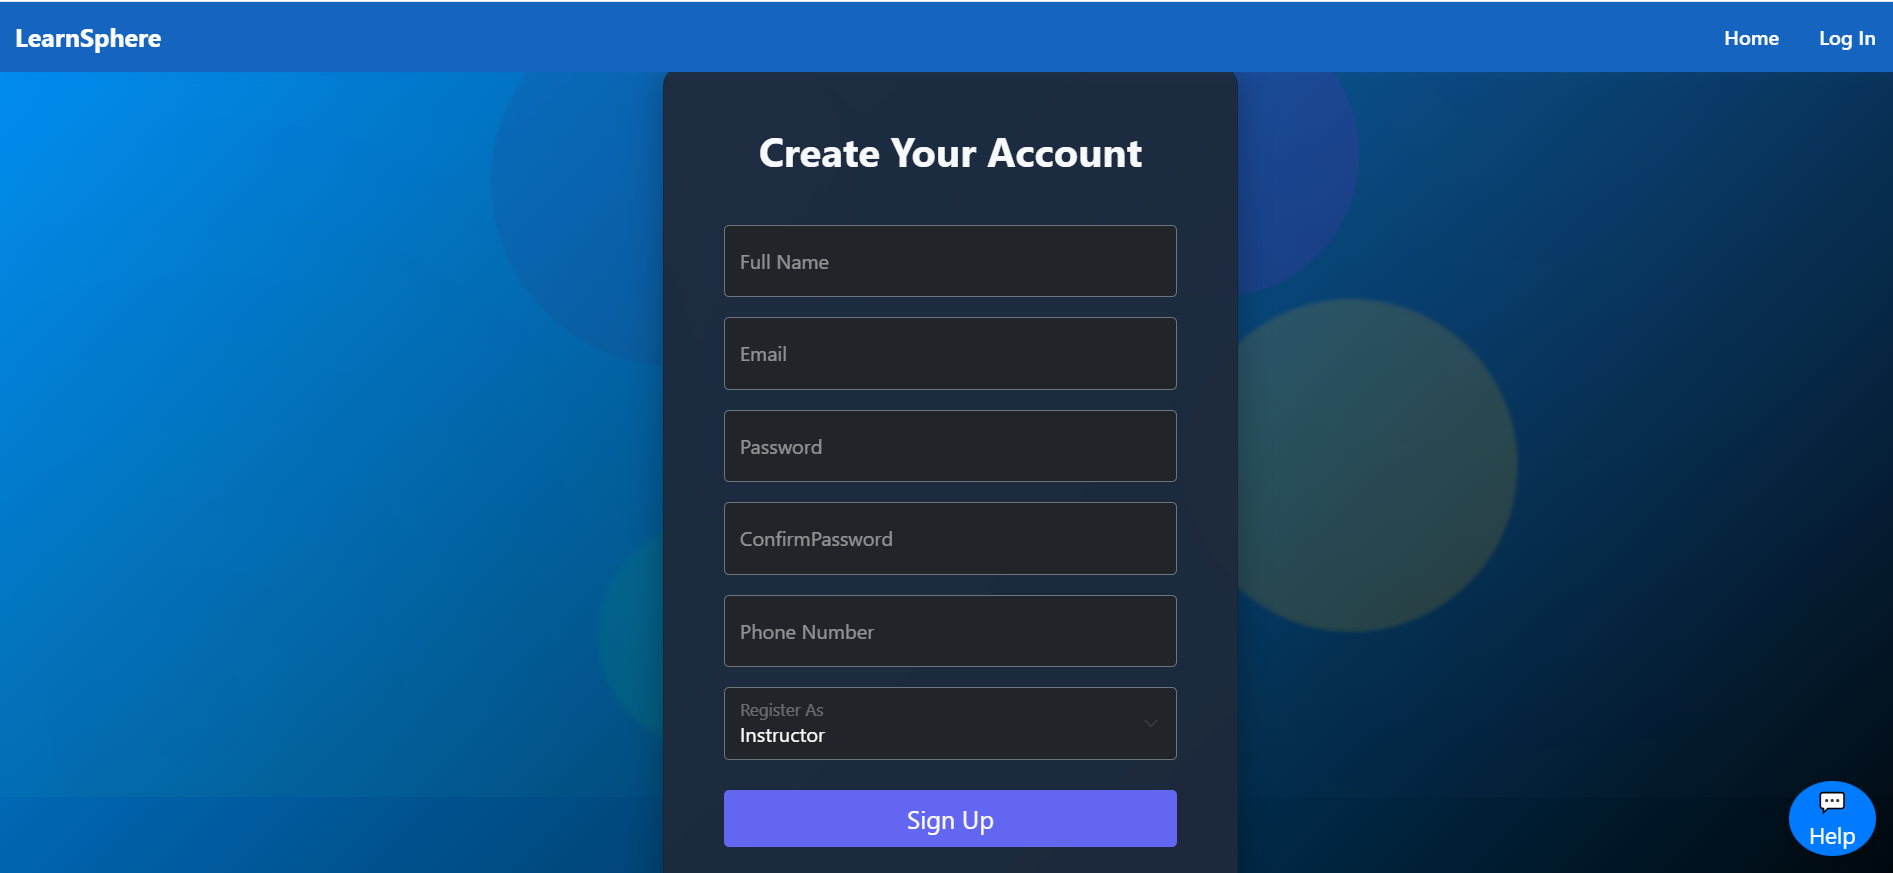 LearnSphere
Home
Log In
Create Your Account
Full Name
Email
Password
ConfirmPassword
Phone Number
Register As
Instructor
Sign Up
Help